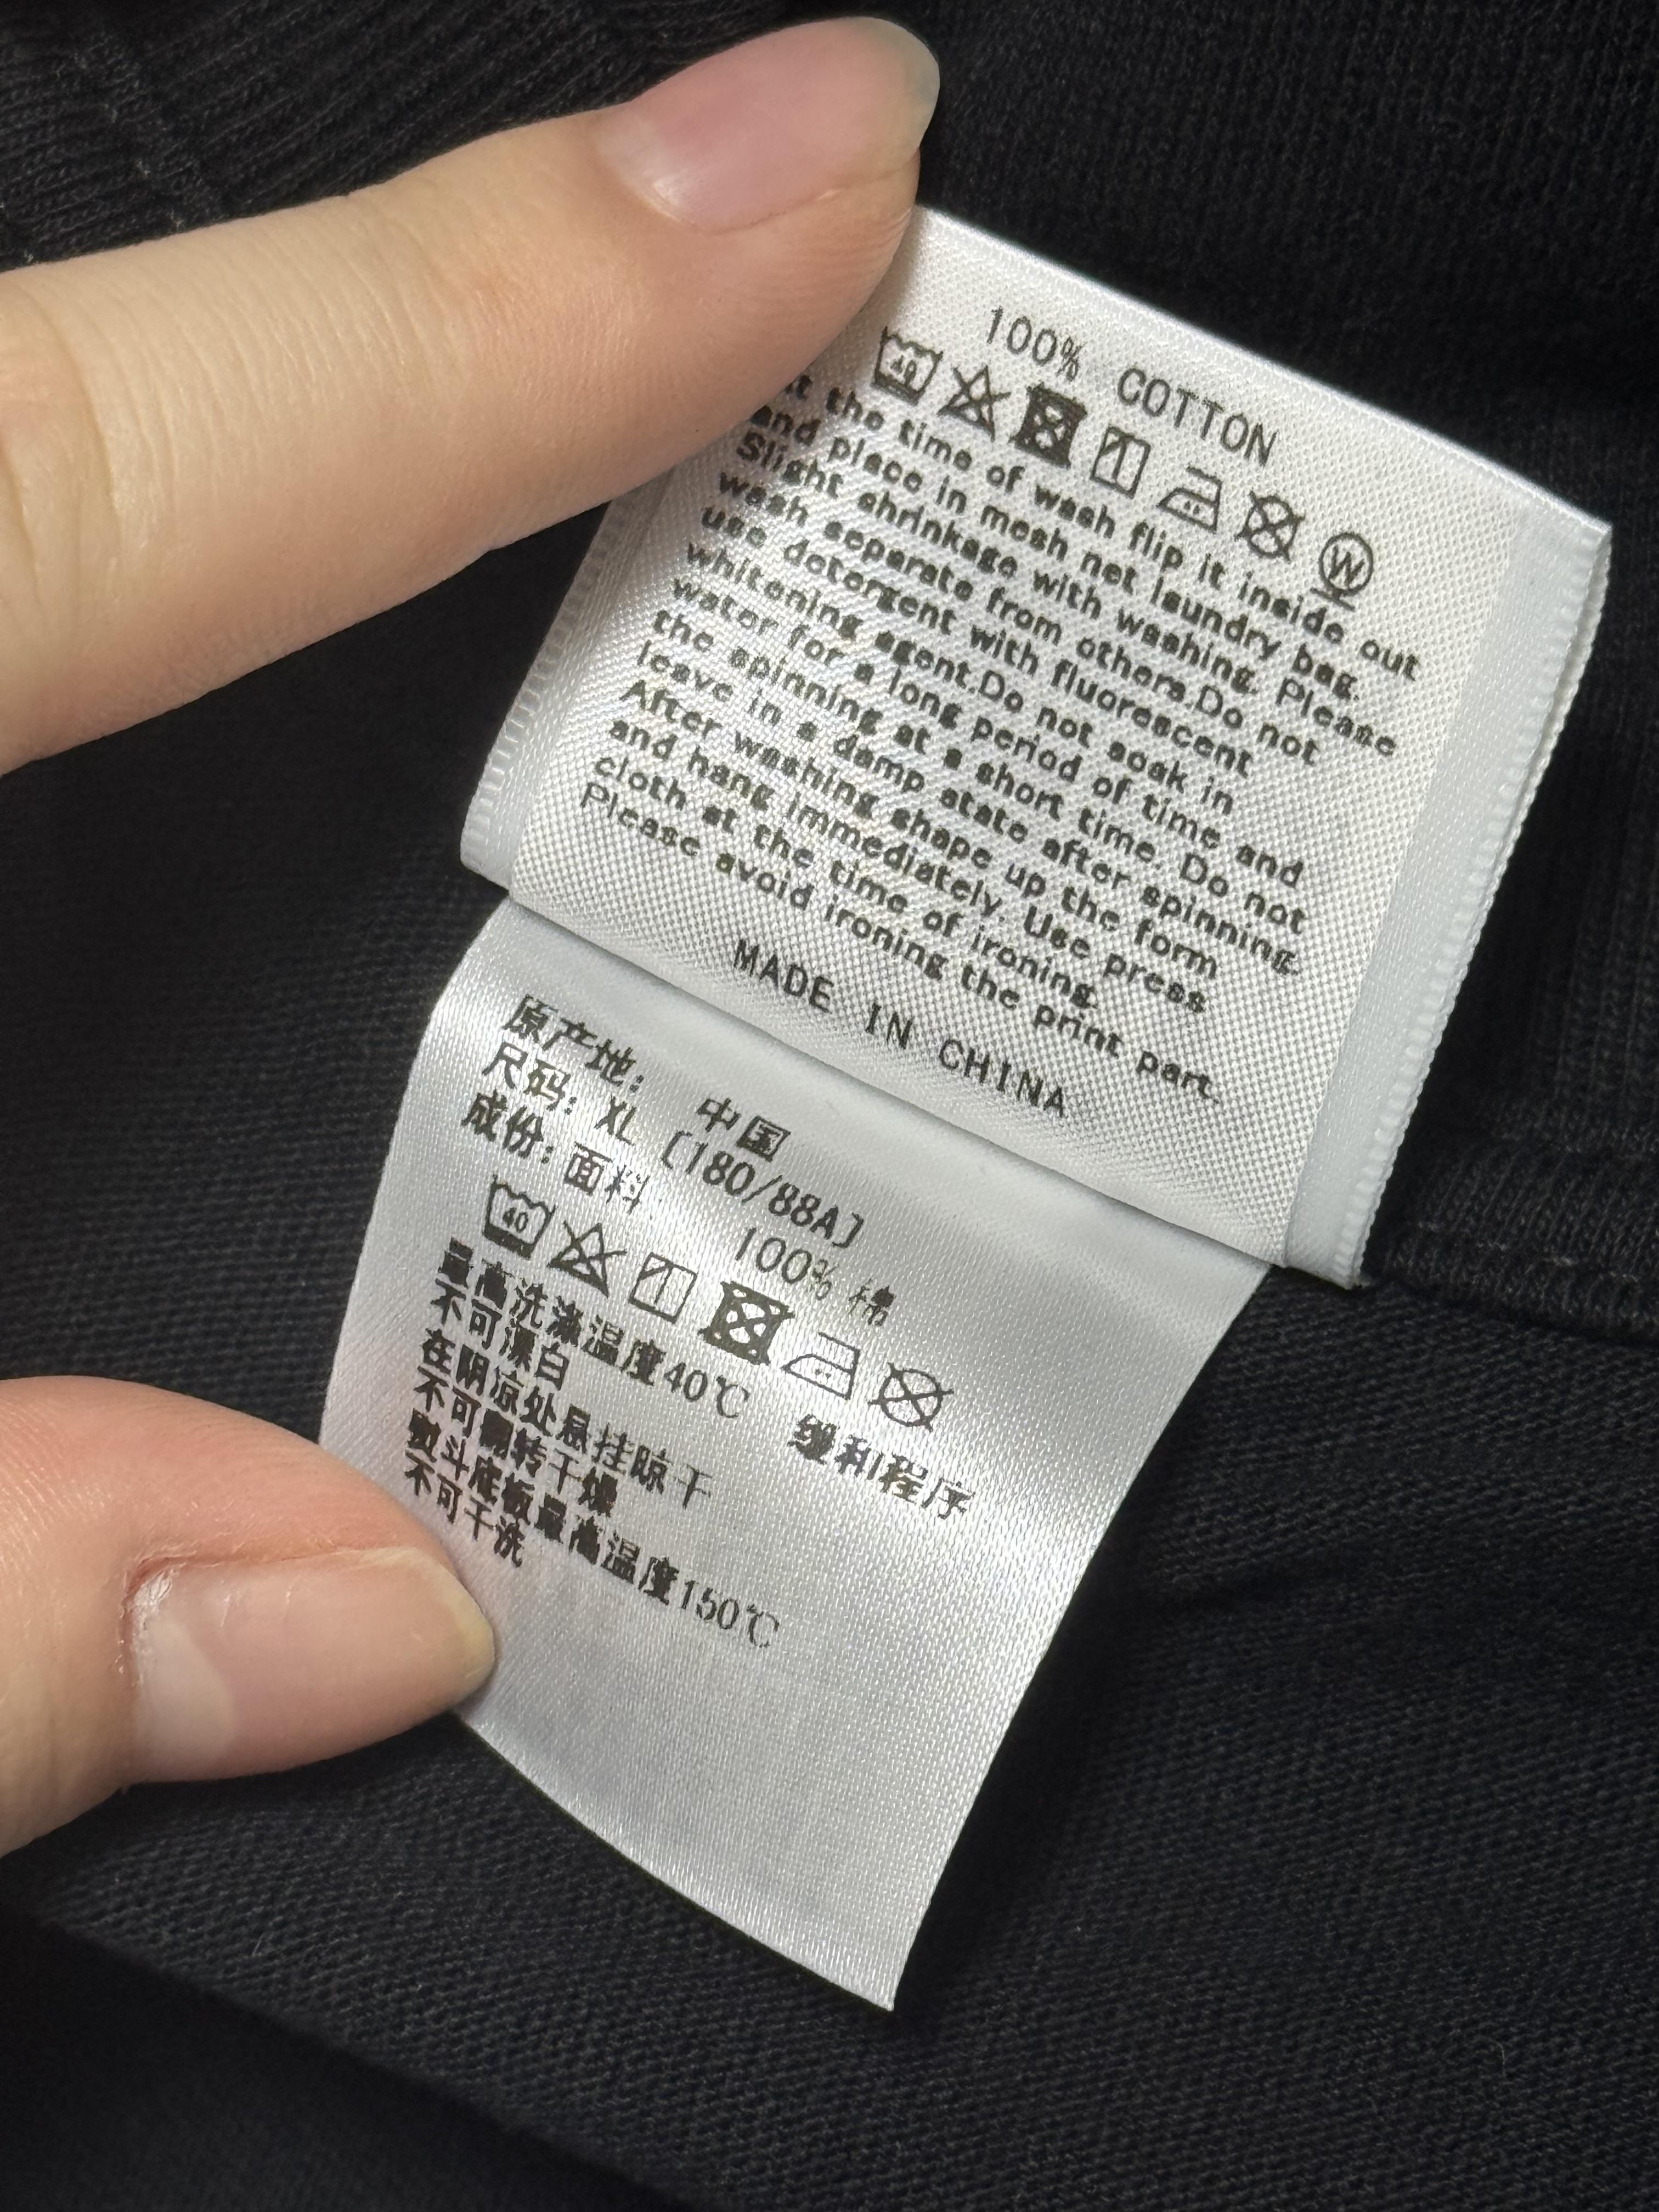 100% COTTON
40
At the time of wash flip it inside out
and place in mesh net laundry bag.
Slight shrinkage with washing. Please
wash separate from others.Do not
use detergent with fluorescent
whitening agent.Do not soak in
water for a long period of time and
the spinning at a short time. Do not
leave in a damp state after spinning.
After washing shape up the form
and hang immediately. Use press
cloth at the time of ironing.
Please avoid ironing the print part.
MADE IN CHINA
原产地: 中国
尺码: XL [180/88A]
成份: 面料: 100% 棉
40
最高洗涤温度40℃ 缓和程序
不可漂白
在阴凉处悬挂晾干
不可翻转干燥
熨斗底板最高温度150℃
不可干洗